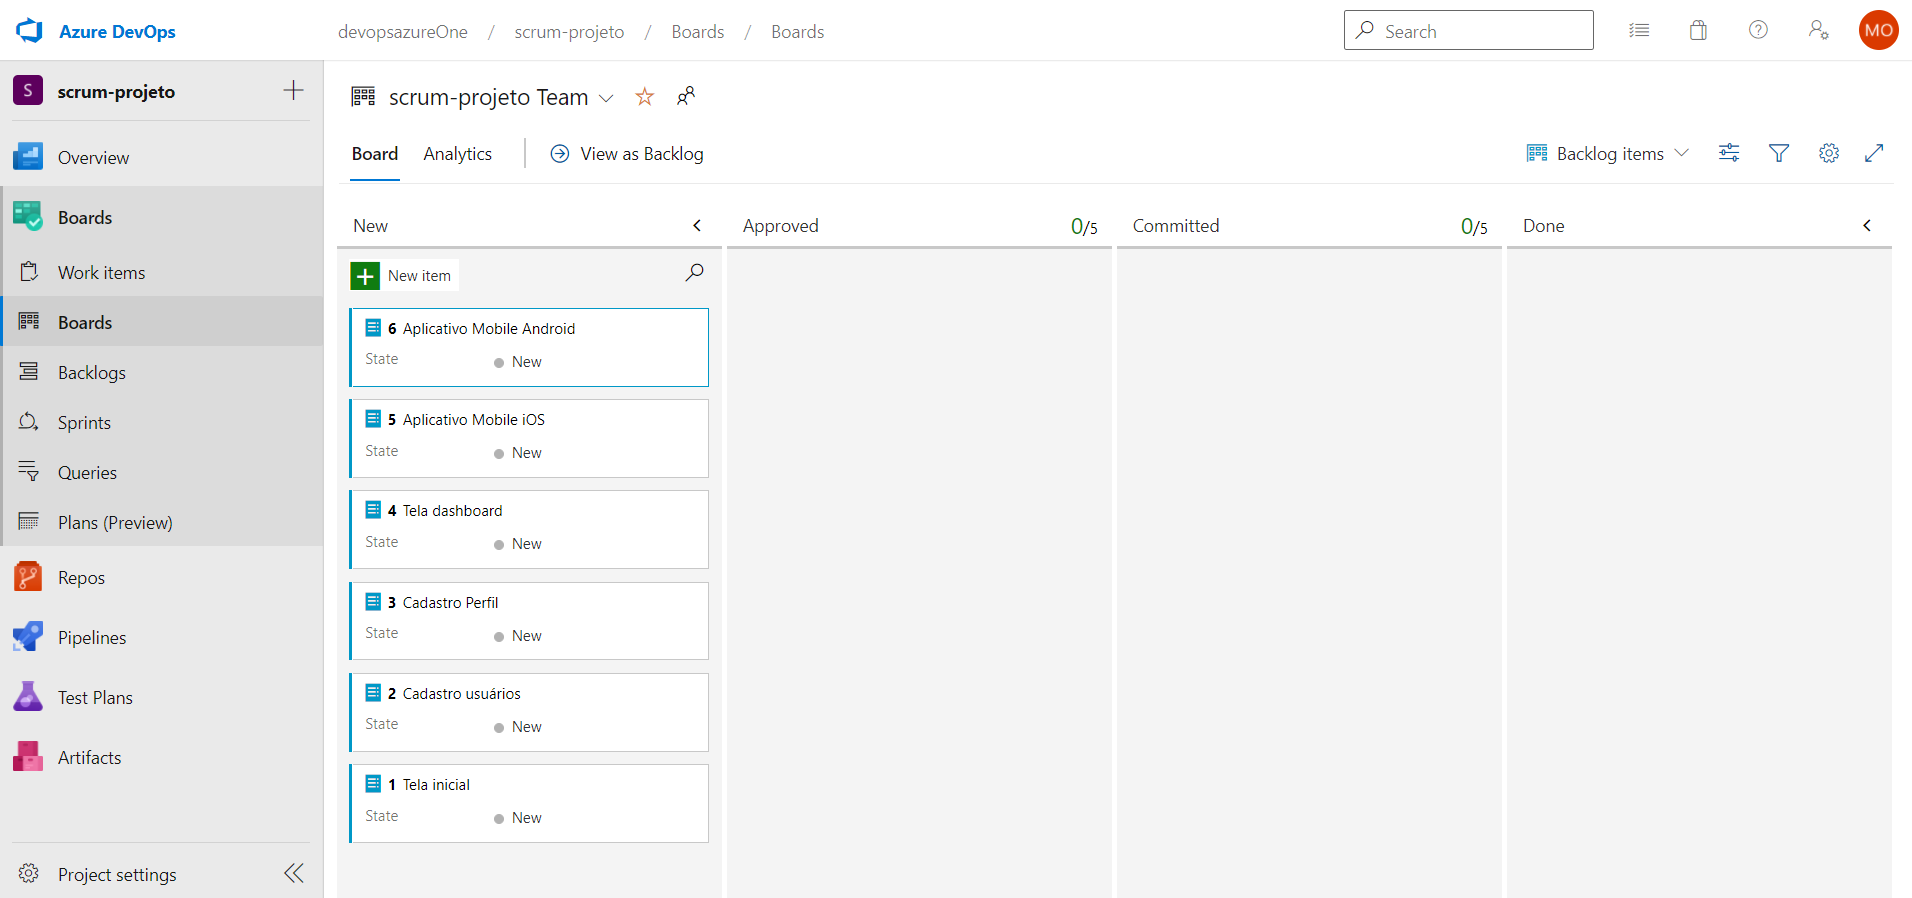 Azure DevOps
devopsazureOne / scrum-projeto / Boards / Boards
Search
MO
S scrum-projeto
Overview
Boards
Work items
Boards
Backlogs
Sprints
Queries
Plans (Preview)
Repos
Pipelines
Test Plans
Artifacts
Project settings
scrum-projeto Team
Board Analytics View as Backlog
Backlog items
New
Approved 0/5
Committed 0/5
Done
New item
6 Aplicativo Mobile Android
State New
5 Aplicativo Mobile iOS
State New
4 Tela dashboard
State New
3 Cadastro Perfil
State New
2 Cadastro usuários
State New
1 Tela inicial
State New